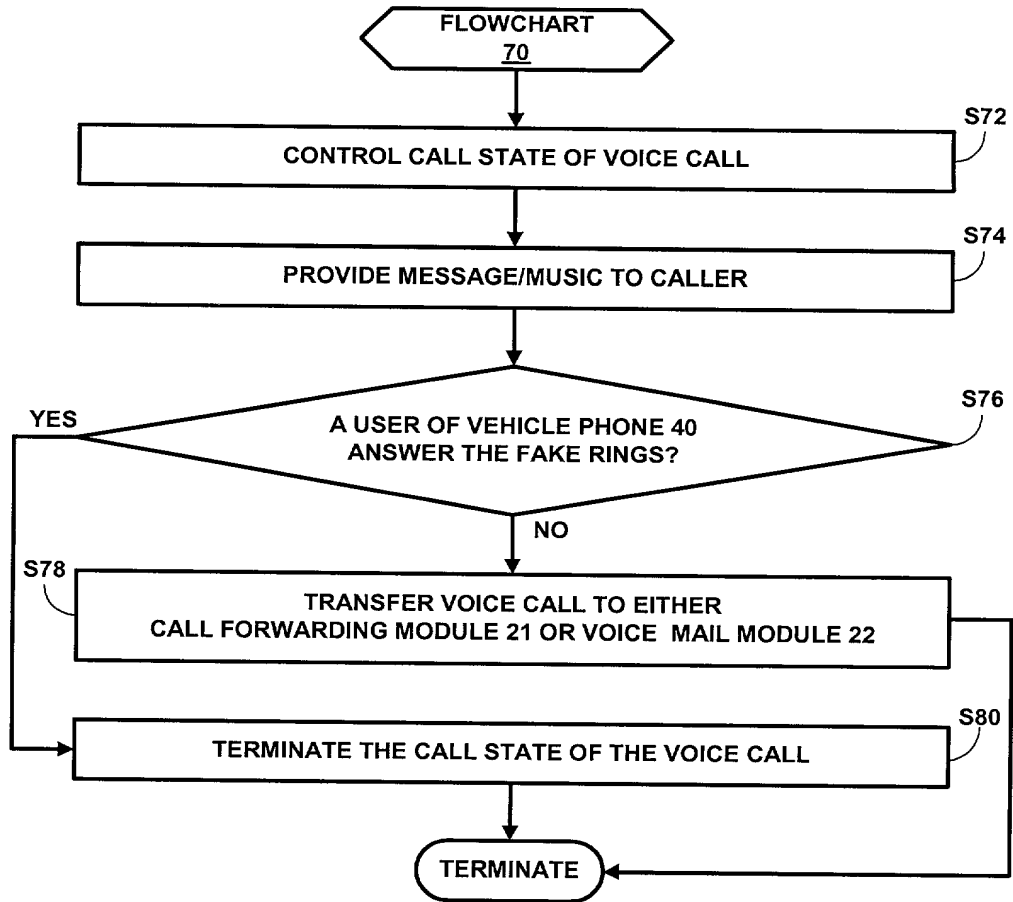 FLOWCHART
70
S72
CONTROL CALL STATE OF VOICE CALL
S74
PROVIDE MESSAGE/MUSIC TO CALLER
S76
YES
A USER OF VEHICLE PHONE 40
ANSWER THE FAKE RINGS?
NO
S78
TRANSFER VOICE CALL TO EITHER
CALL FORWARDING MODULE 21 OR VOICE MAIL MODULE 22
S80
TERMINATE THE CALL STATE OF THE VOICE CALL
TERMINATE